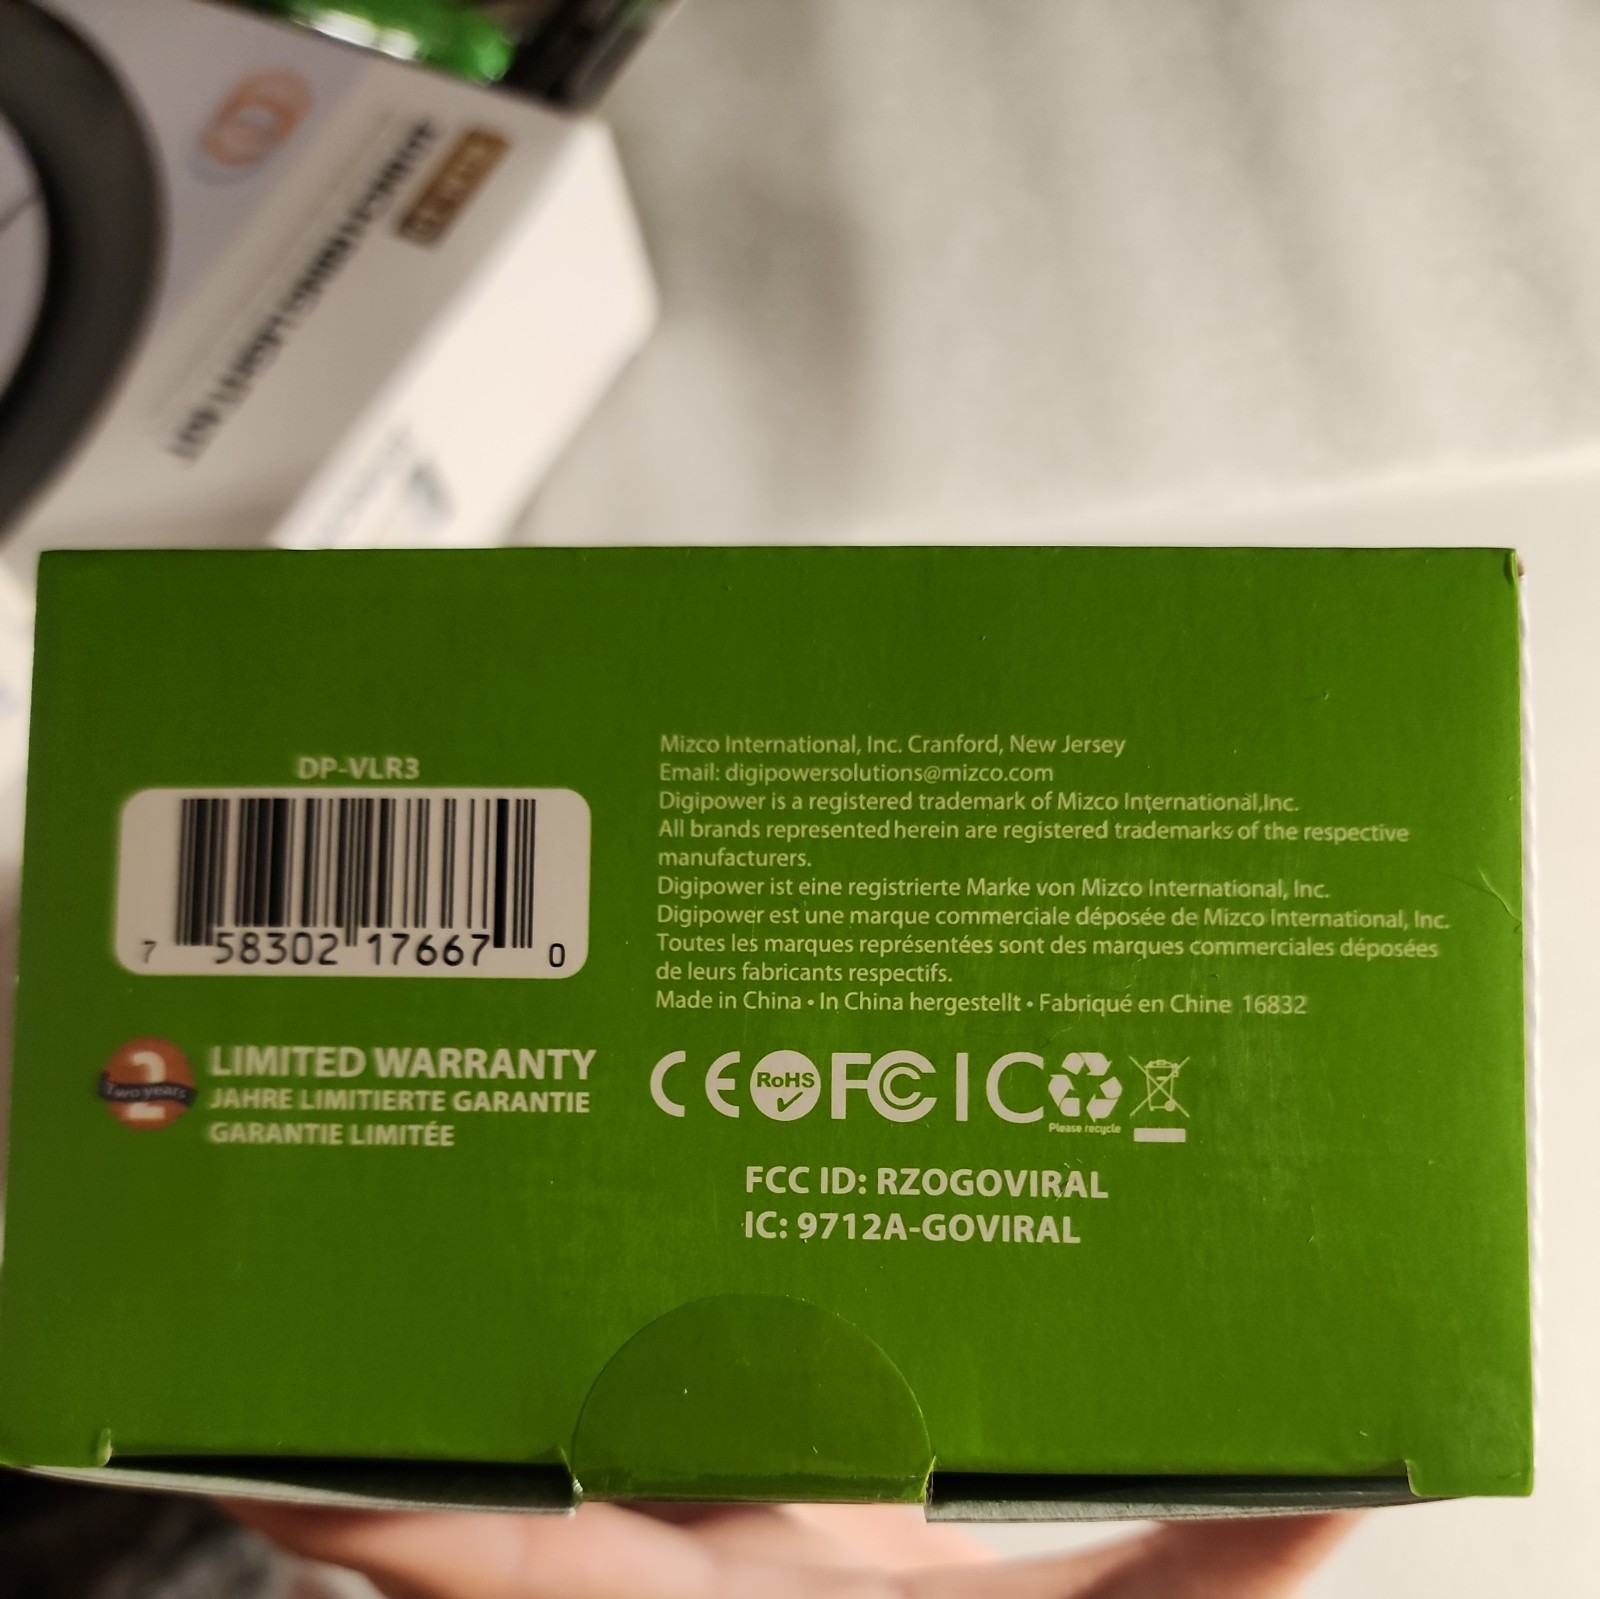 RING LIGHT KIT
DP-VLR3
7 58302 17667 0
2
Two years
LIMITED WARRANTY
JAHRE LIMITIERTE GARANTIE
GARANTIE LIMITÉE
Mizco International, Inc. Cranford, New Jersey
Email: digipowersolutions@mizco.com
Digipower is a registered trademark of Mizco International,Inc.
All brands represented herein are registered trademarks of the respective
manufacturers.
Digipower ist eine registrierte Marke von Mizco International, Inc.
Digipower est une marque commerciale déposée de Mizco International, Inc.
Toutes les marques représentées sont des marques commerciales déposées
de leurs fabricants respectifs.
Made in China • In China hergestellt • Fabriqué en Chine 16832
CE RoHS FC IC
Please recycle
FCC ID: RZOGOVIRAL
IC: 9712A-GOVIRAL